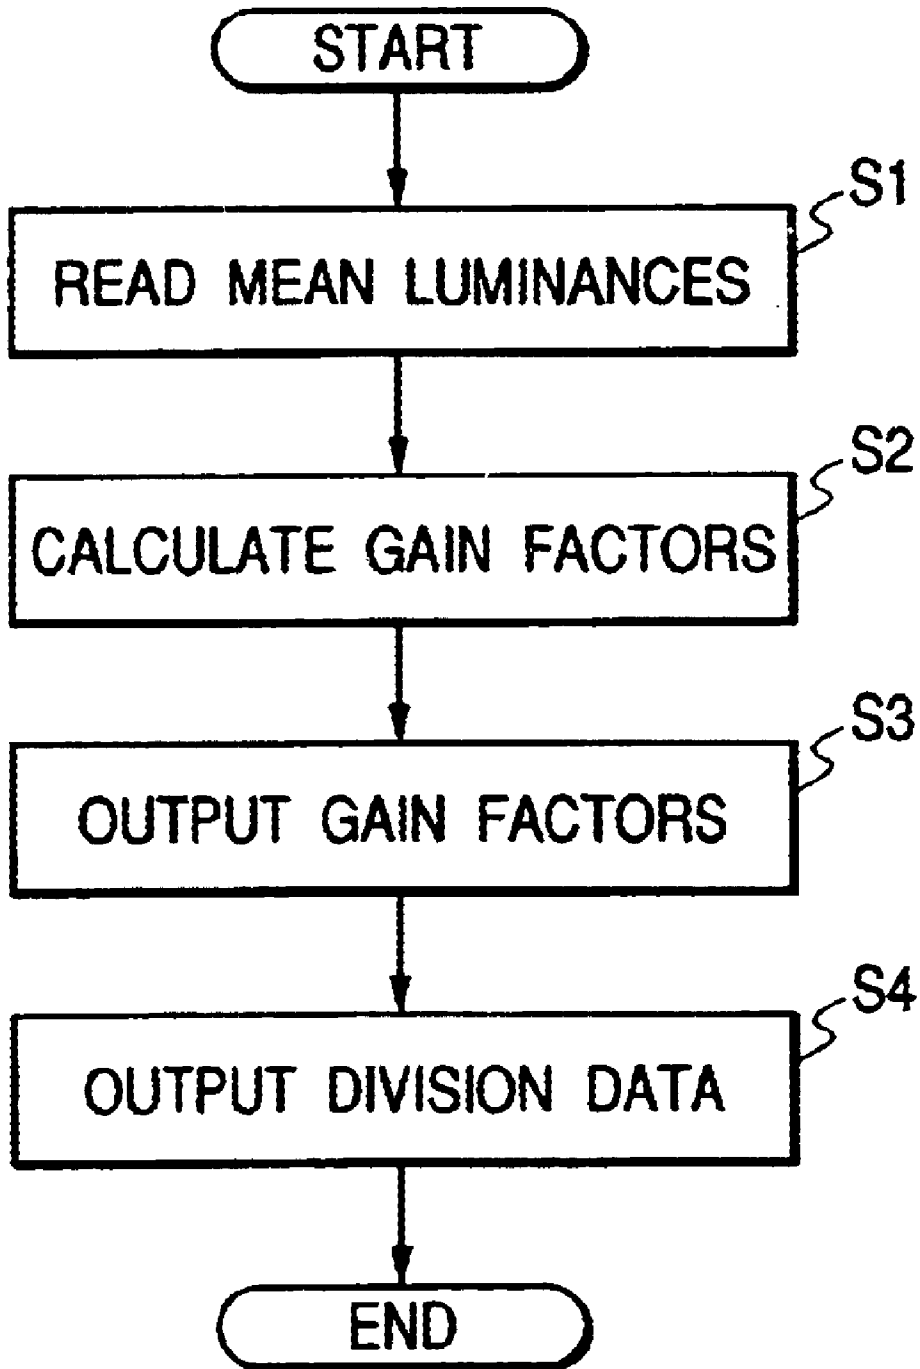 START
S1
READ MEAN LUMINANCES
S2
CALCULATE GAIN FACTORS
S3
OUTPUT GAIN FACTORS
S4
OUTPUT DIVISION DATA
END